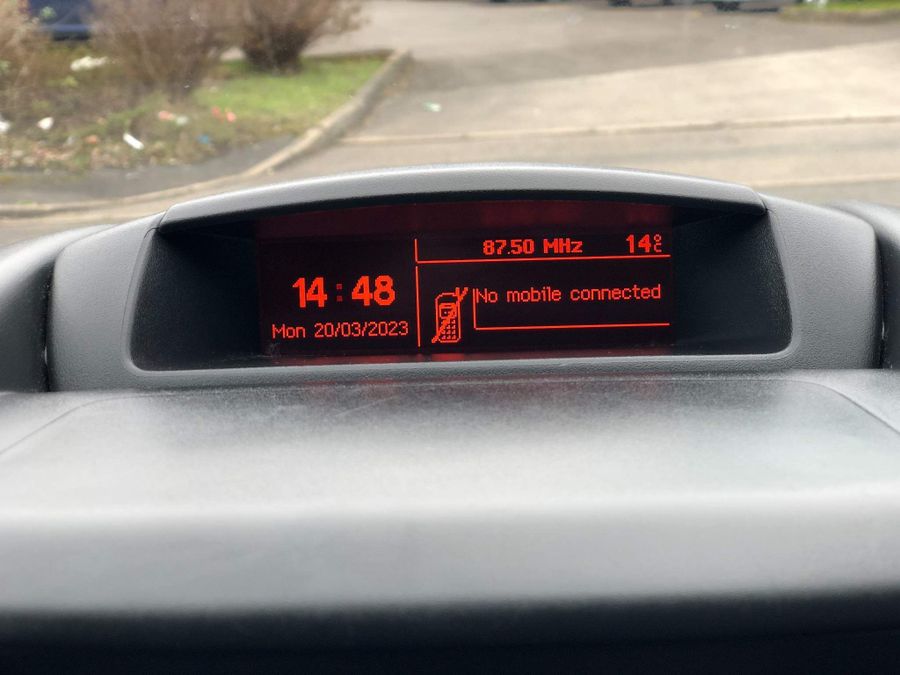 87.50 MHz 14°C
14:48
No mobile connected
Mon 20/03/2023